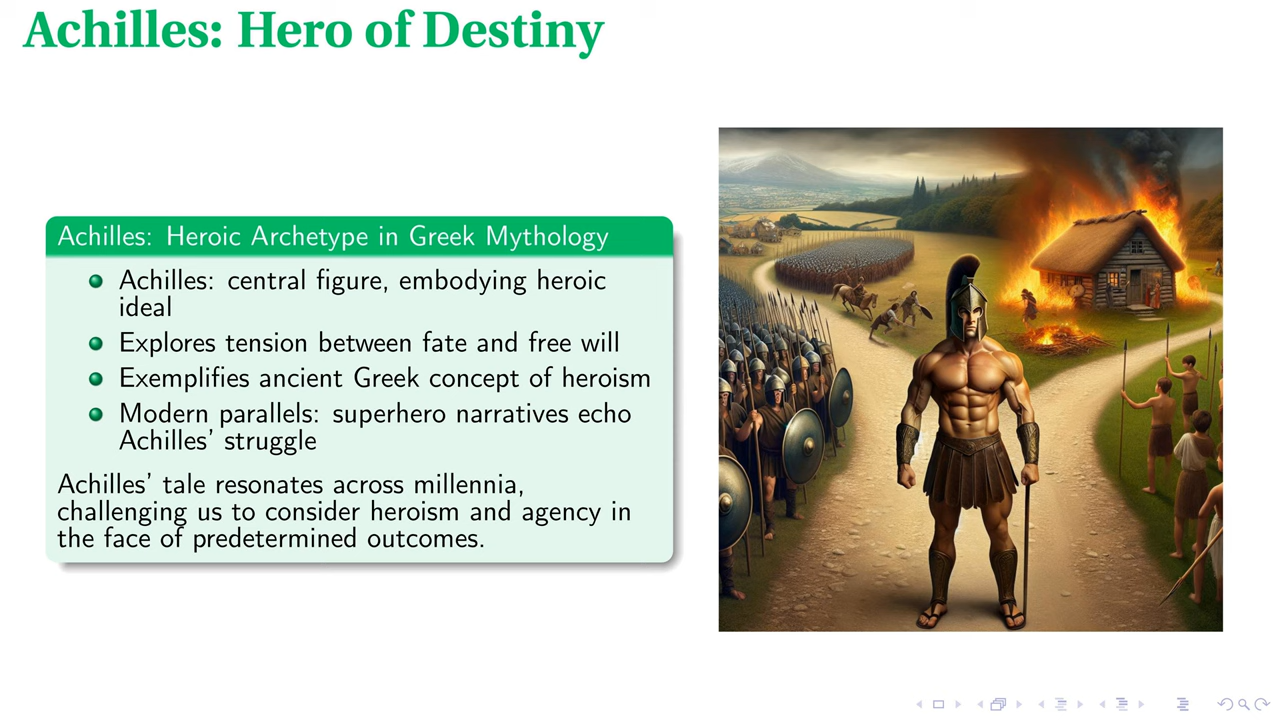 Achilles: Hero of Destiny
Achilles: Heroic Archetype in Greek Mythology
Achilles: central figure, embodying heroic
ideal
Explores tension between fate and free will
Exemplifies ancient Greek concept of heroism
Modern parallels: superhero narratives echo
Achilles' struggle
Achilles' tale resonates across millennia,
challenging us to consider heroism and agency in
the face of predetermined outcomes.